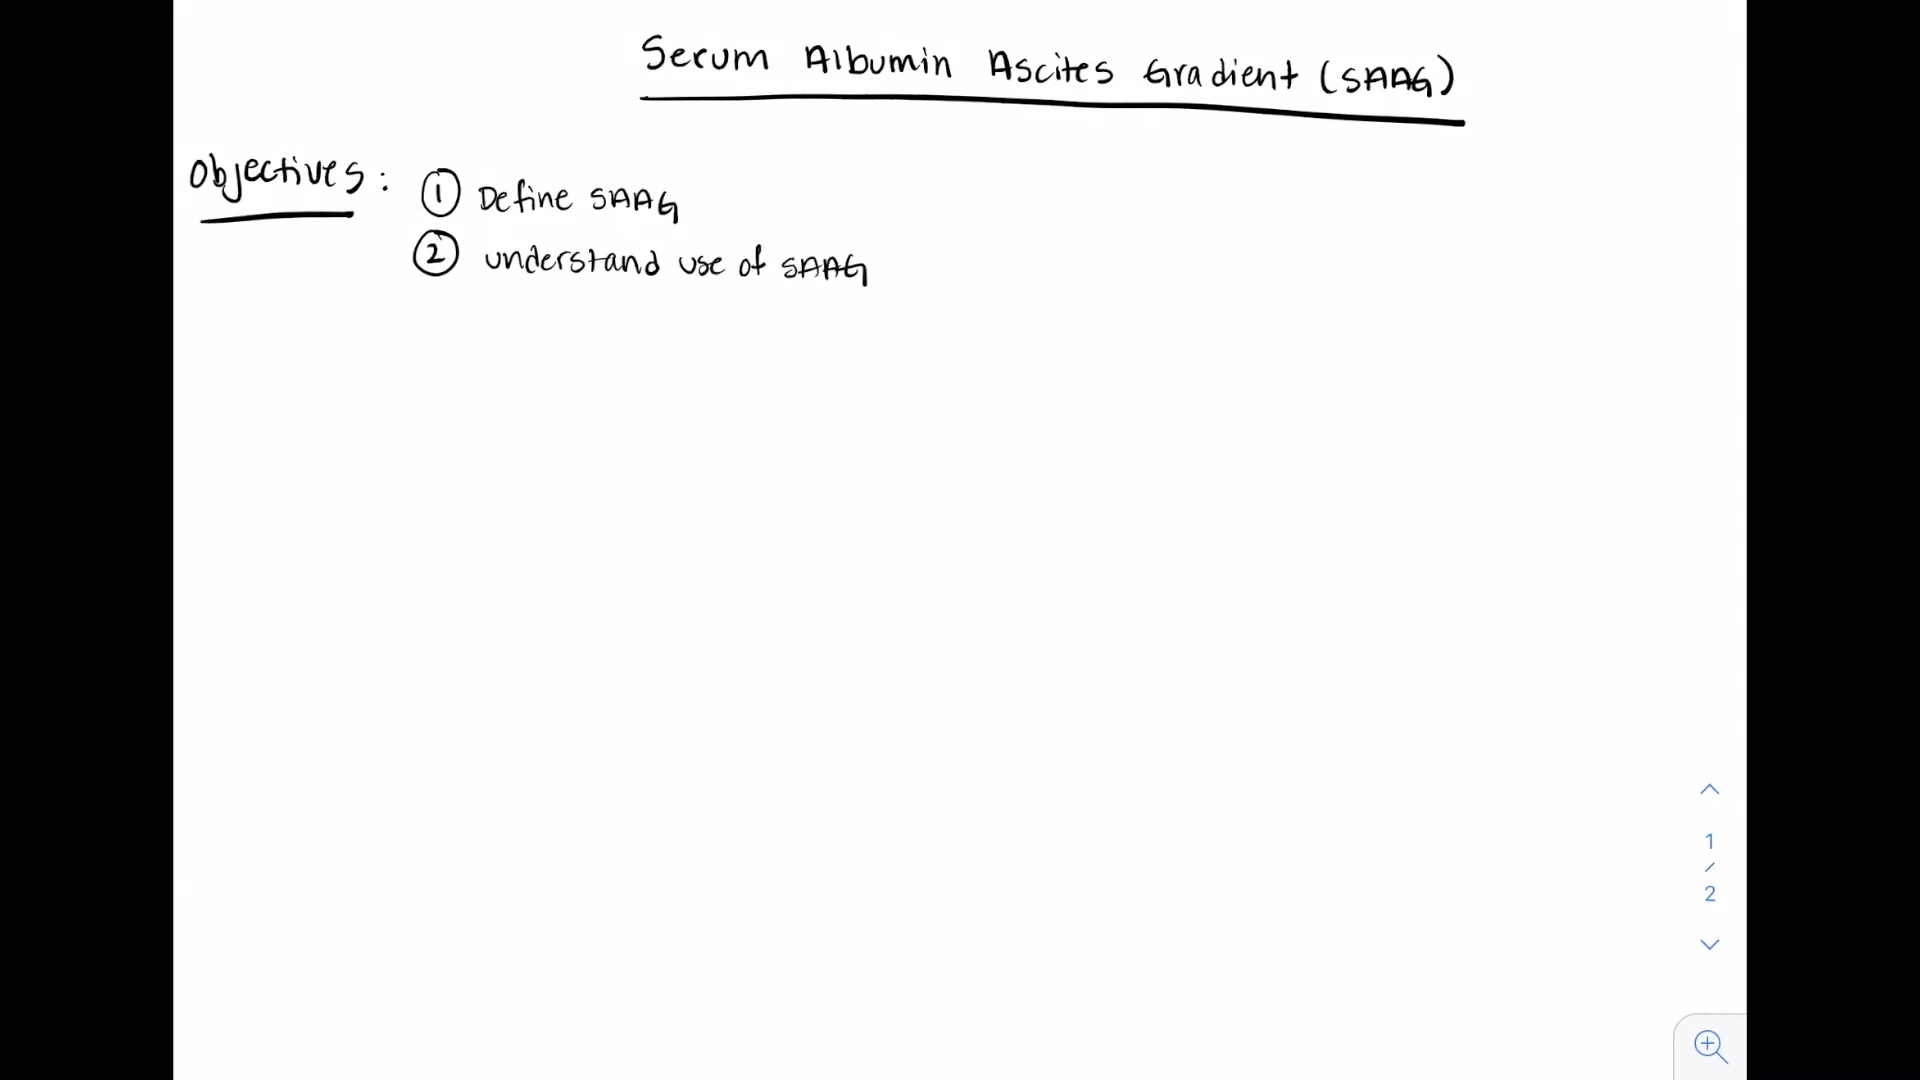 Serum Albumin Ascites Gradient (SAAG)
Objectives: ① Define SAAG
② understand use of SAAG
1
/
2